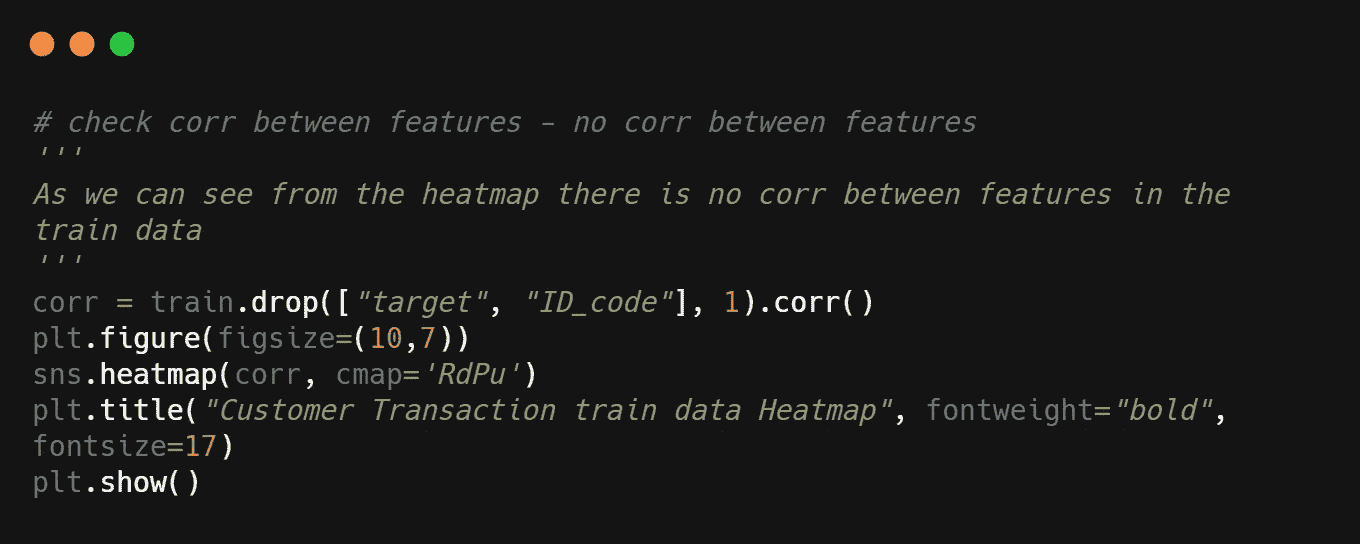 # check corr between features - no corr between features
'''
As we can see from the heatmap there is no corr between features in the
train data
'''
corr = train.drop(["target", "ID_code"], 1).corr()
plt.figure(figsize=(10,7))
sns.heatmap(corr, cmap='RdPu')
plt.title("Customer Transaction train data Heatmap", fontweight="bold",
fontsize=17)
plt.show()